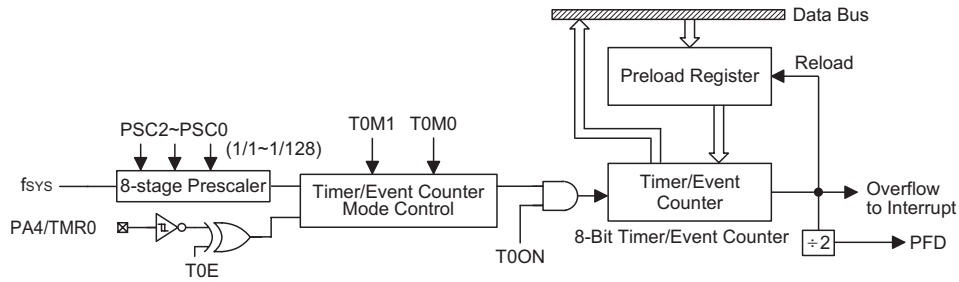 Data Bus
Preload Register
Reload
PSC2~PSC0
(1/1~1/128)
T0M1
T0M0
fSYS
8-stage Prescaler
Timer/Event Counter
Mode Control
Timer/Event
Counter
Overflow
to Interrupt
PA4/TMR0
T0E
T0ON
8-Bit Timer/Event Counter
÷2
PFD